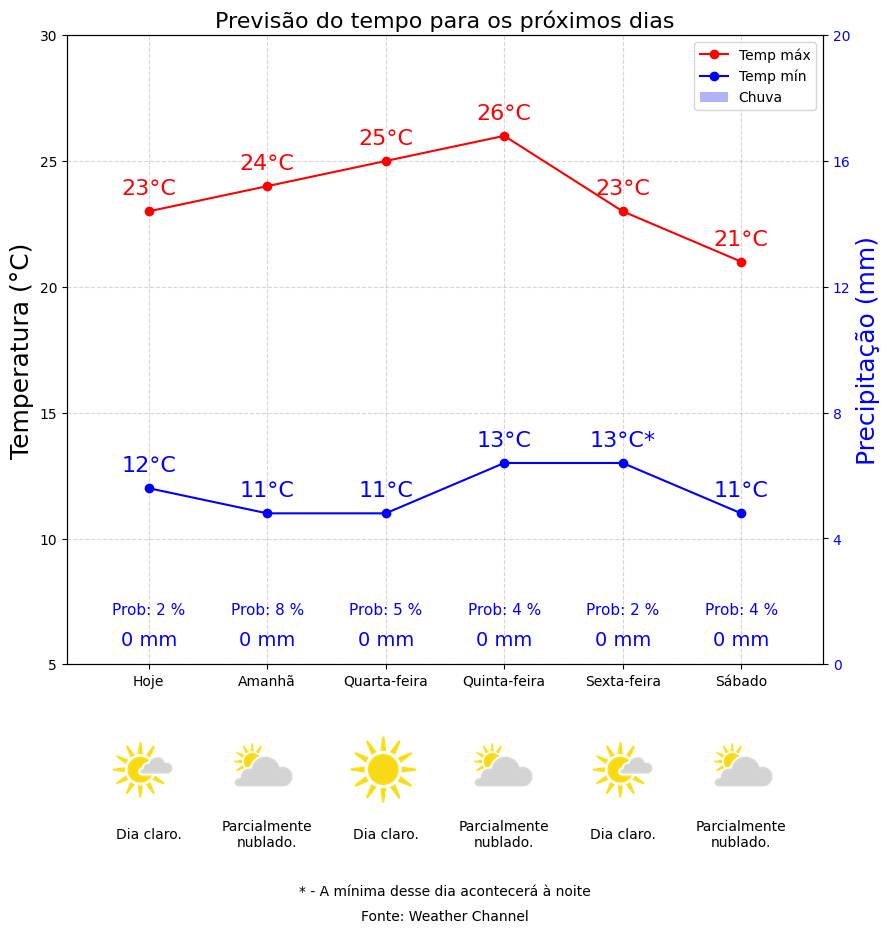 Previsão do tempo para os próximos dias
30
25
20
15
10
5
Temperatura (°C)
20
16
12
8
4
0
Precipitação (mm)
Temp máx
Temp mín
Chuva
23°C
24°C
25°C
26°C
23°C
21°C
12°C
11°C
11°C
13°C
13°C*
11°C
Prob: 2 %
Prob: 8 %
Prob: 5 %
Prob: 4 %
Prob: 2 %
Prob: 4 %
0 mm
0 mm
0 mm
0 mm
0 mm
0 mm
Hoje
Amanhã
Quarta-feira
Quinta-feira
Sexta-feira
Sábado
Dia claro.
Parcialmente
nublado.
Dia claro.
Parcialmente
nublado.
Dia claro.
Parcialmente
nublado.
* - A mínima desse dia acontecerá à noite
Fonte: Weather Channel